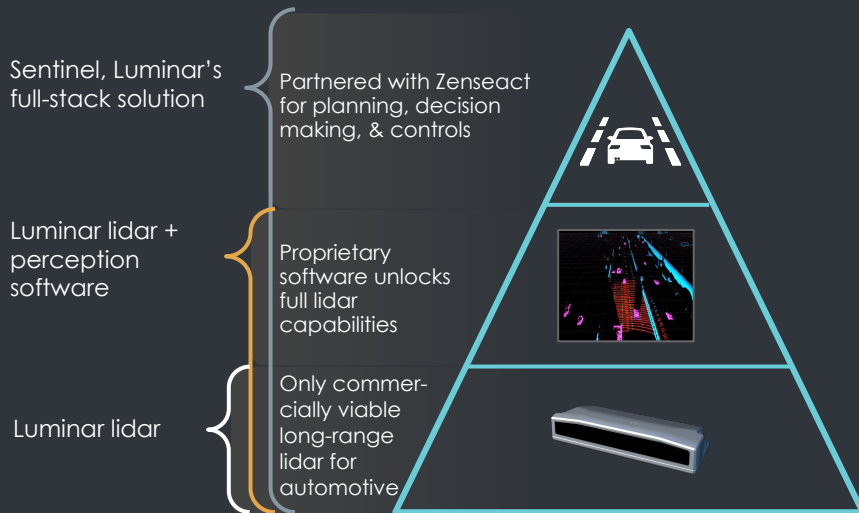 Sentinel, Luminar's
full-stack solution
Partnered with Zenseact
for planning, decision
making, & controls
Luminar lidar +
perception
software
Proprietary
software unlocks
full lidar
capabilities
Luminar lidar
Only commer-
cially viable
long-range
lidar for
automotive